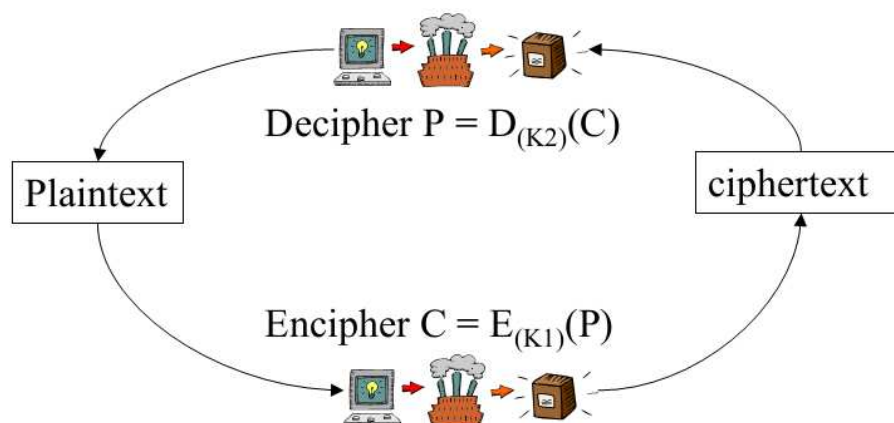 Decipher P = D(K2)(C)
Plaintext
ciphertext
Encipher C = E(K1)(P)